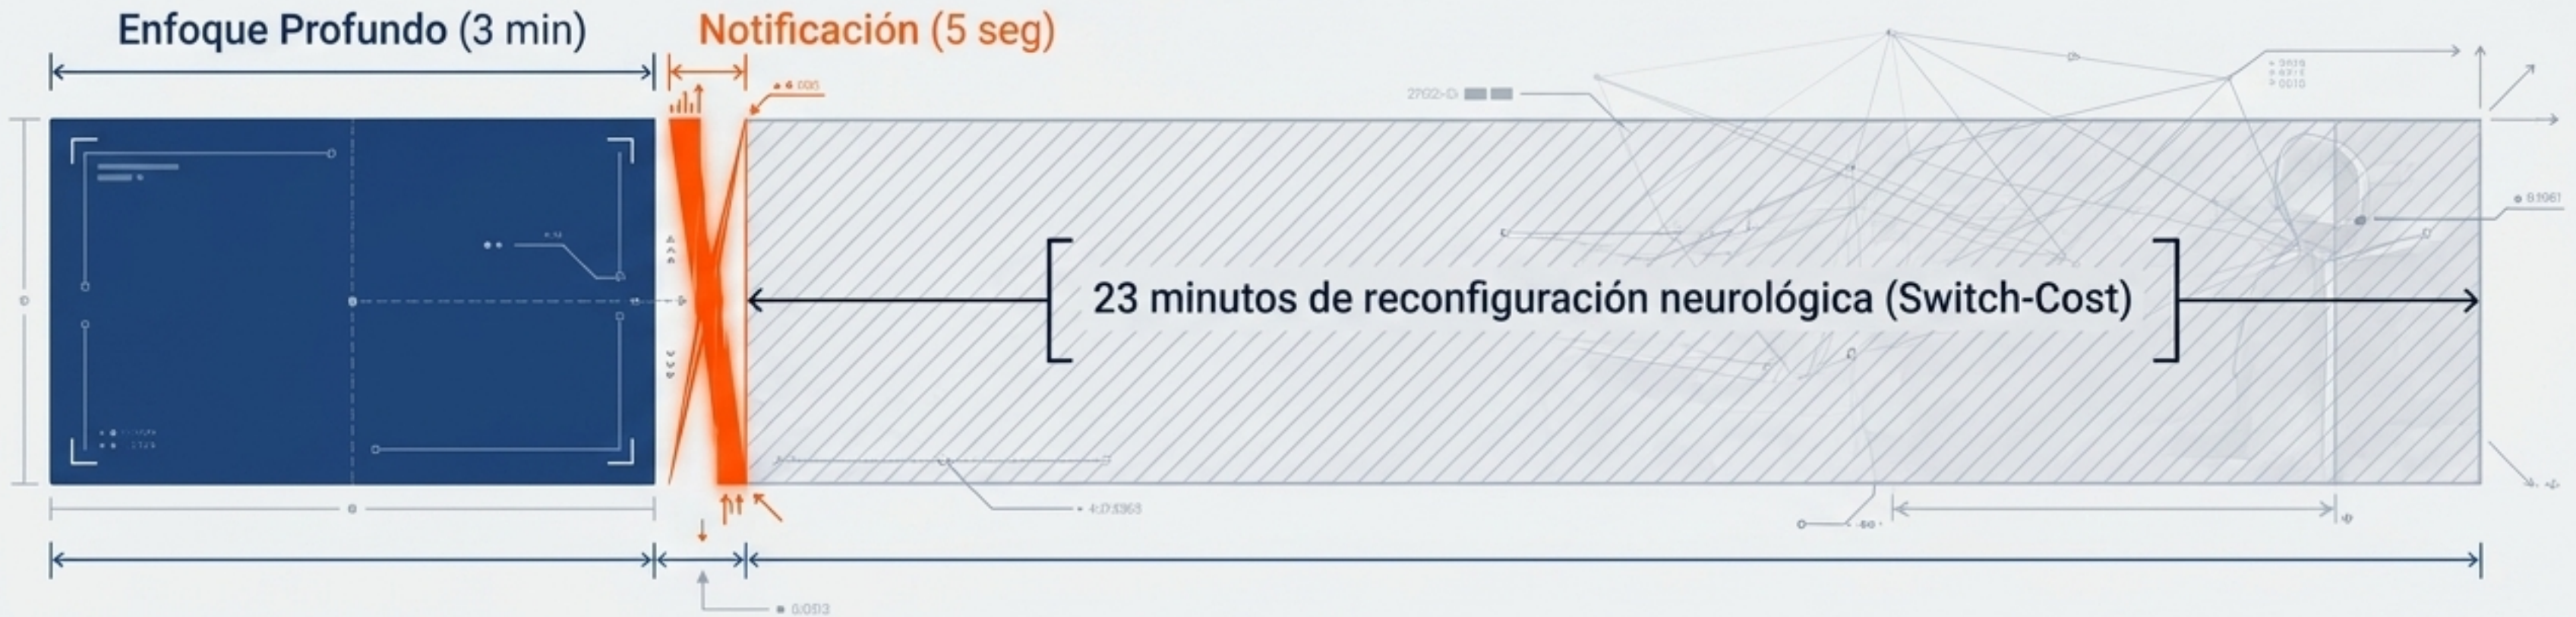 Enfoque Profundo (3 min)
Notificación (5 seg)
23 minutos de reconfiguración neurológica (Switch-Cost)